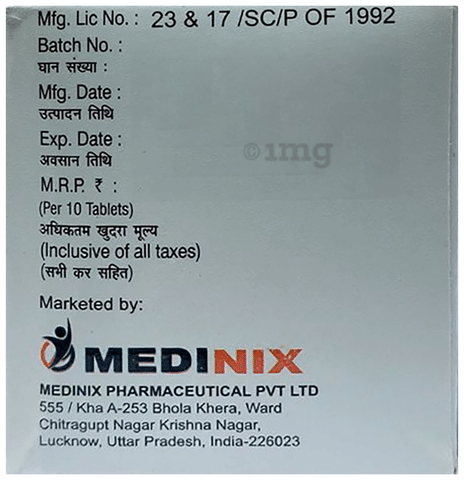 Mfg. Lic No. : 23 & 17 /SC/P OF 1992
Batch No. :
घान संख्या :
Mfg. Date :
उत्पादन तिथि
Exp. Date :
अवसान तिथि
M.R.P. ₹ :
(Per 10 Tablets)
अधिकतम खुदरा मूल्य
(Inclusive of all taxes)
(सभी कर सहित)
©1mg
Marketed by:
MEDINIX
MEDINIX PHARMACEUTICAL PVT LTD
555 / Kha A-253 Bhola Khera, Ward
Chitragupt Nagar Krishna Nagar,
Lucknow, Uttar Pradesh, India-226023